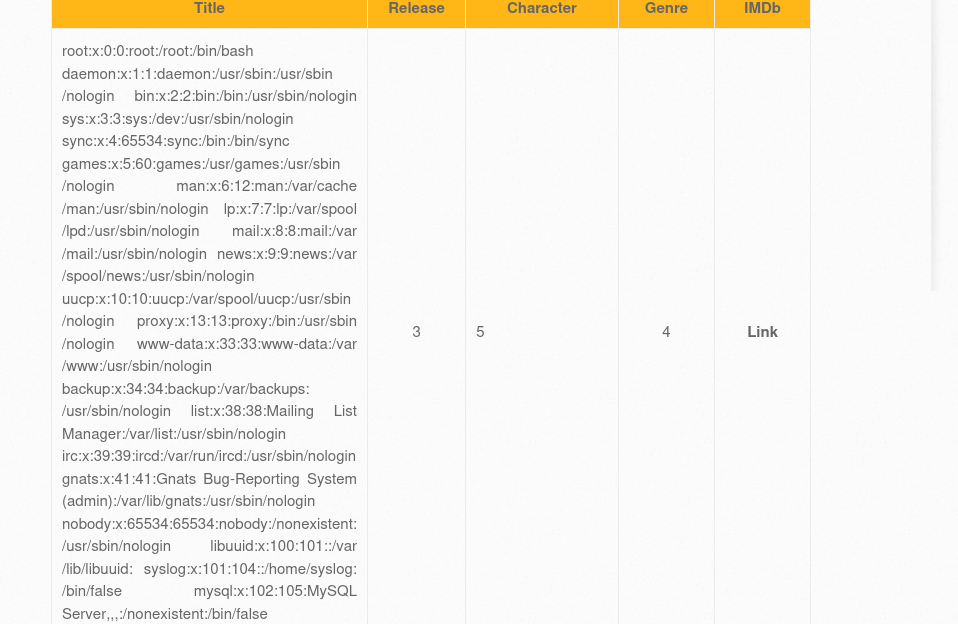 Title Release Character Genre IMDb
root:x:0:0:root:/root:/bin/bash
daemon:x:1:1:daemon:/usr/sbin:/usr/sbin
/nologin bin:x:2:2:bin:/bin:/usr/sbin/nologin
sys:x:3:3:sys:/dev:/usr/sbin/nologin
sync:x:4:65534:sync:/bin:/bin/sync
games:x:5:60:games:/usr/games:/usr/sbin
/nologin man:x:6:12:man:/var/cache
/man:/usr/sbin/nologin lp:x:7:7:lp:/var/spool
/lpd:/usr/sbin/nologin mail:x:8:8:mail:/var
/mail:/usr/sbin/nologin news:x:9:9:news:/var
/spool/news:/usr/sbin/nologin
uucp:x:10:10:uucp:/var/spool/uucp:/usr/sbin
/nologin proxy:x:13:13:proxy:/bin:/usr/sbin
/nologin www-data:x:33:33:www-data:/var
/www:/usr/sbin/nologin
backup:x:34:34:backup:/var/backups:
/usr/sbin/nologin list:x:38:38:Mailing List
Manager:/var/list:/usr/sbin/nologin
irc:x:39:39:ircd:/var/run/ircd:/usr/sbin/nologin
gnats:x:41:41:Gnats Bug-Reporting System
(admin):/var/lib/gnats:/usr/sbin/nologin
nobody:x:65534:65534:nobody:/nonexistent:
/usr/sbin/nologin libuuid:x:100:101::/var
/lib/libuuid: syslog:x:101:104::/home/syslog:
/bin/false mysql:x:102:105:MySQL
Server,,,:/nonexistent:/bin/false
3 5 4 Link